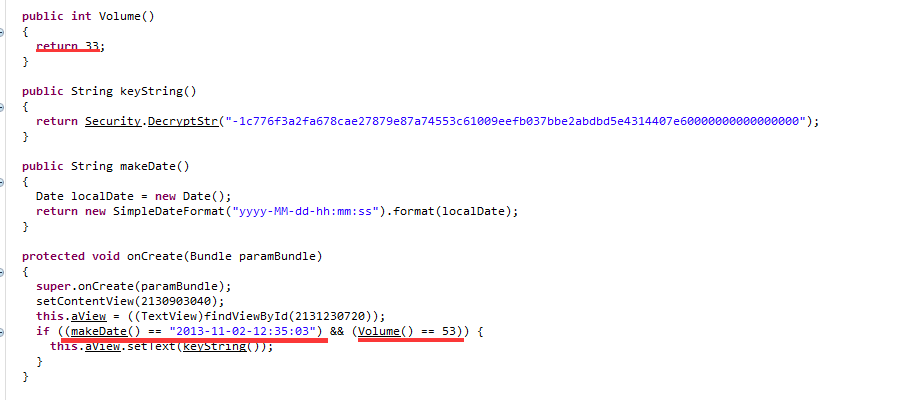 public int Volume()
{
return 33;
}
public String keyString()
{
return Security.DecryptStr("-1c776f3a2fa678cae27879e87a74553c61009eefb037bbe2abdbd5e4314407e60000000000000000");
}
public String makeDate()
{
Date localDate = new Date();
return new SimpleDateFormat("yyyy-MM-dd-hh:mm:ss").format(localDate);
}
protected void onCreate(Bundle paramBundle)
{
super.onCreate(paramBundle);
setContentView(2130903040);
this.aView = ((TextView)findViewById(2131230720));
if ((makeDate() == "2013-11-02-12:35:03") && (Volume() == 53)) {
this.aView.setText(keyString());
}
}